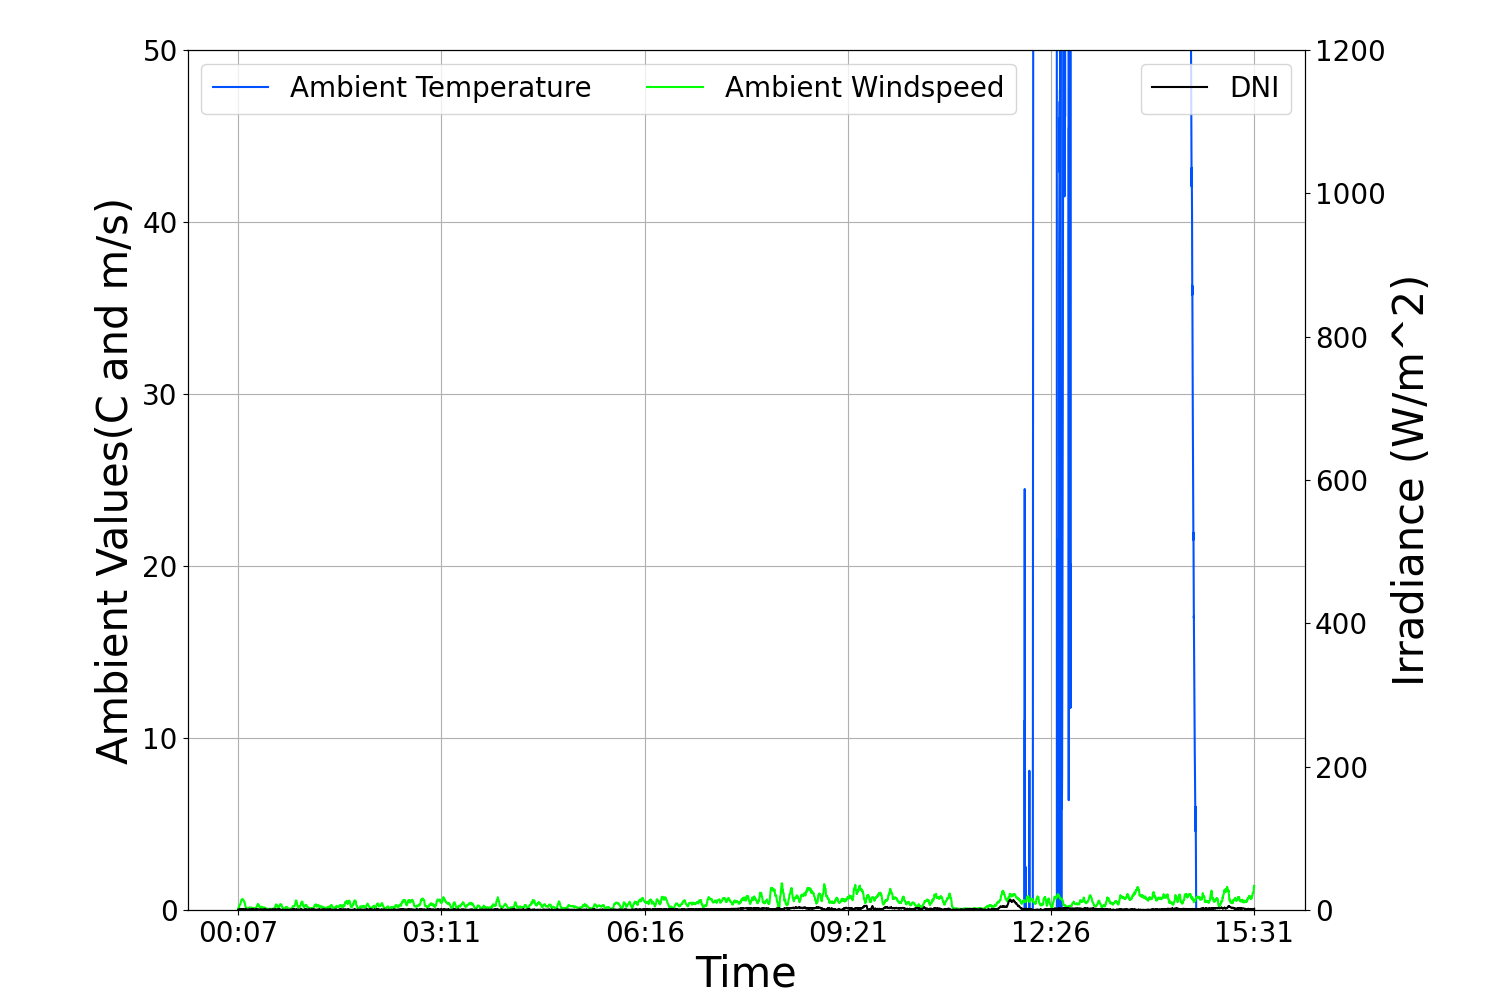 Ambient Temperature
Ambient Windspeed
DNI
Ambient Values(C and m/s)
50
40
30
20
10
0
1200
1000
800
600
400
200
0
Irradiance (W/m^2)
00:07 03:11 06:16 09:21 12:26 15:31
Time